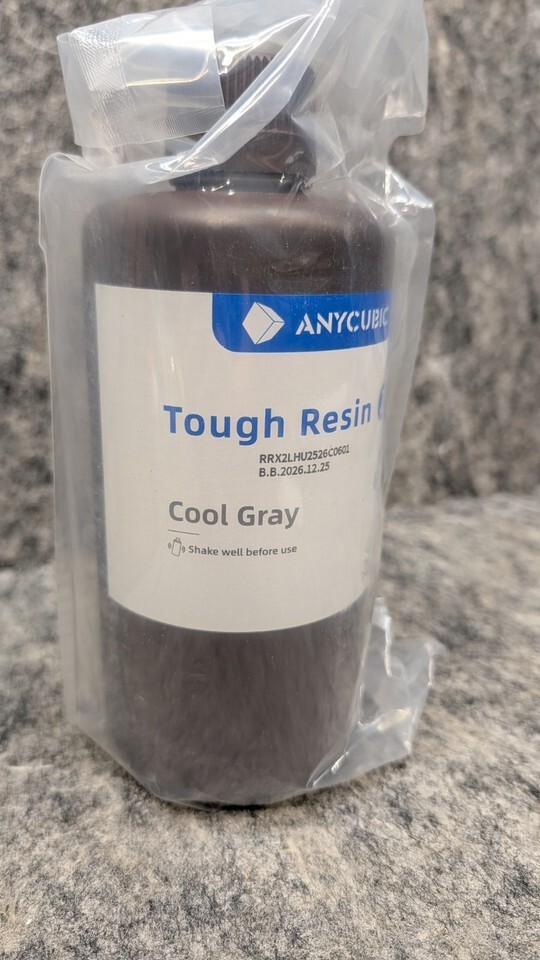 ANYCUBIC
Tough Resin
RRX2LHU2526C0601
B.B.2026.12.25
Cool Gray
Shake well before use